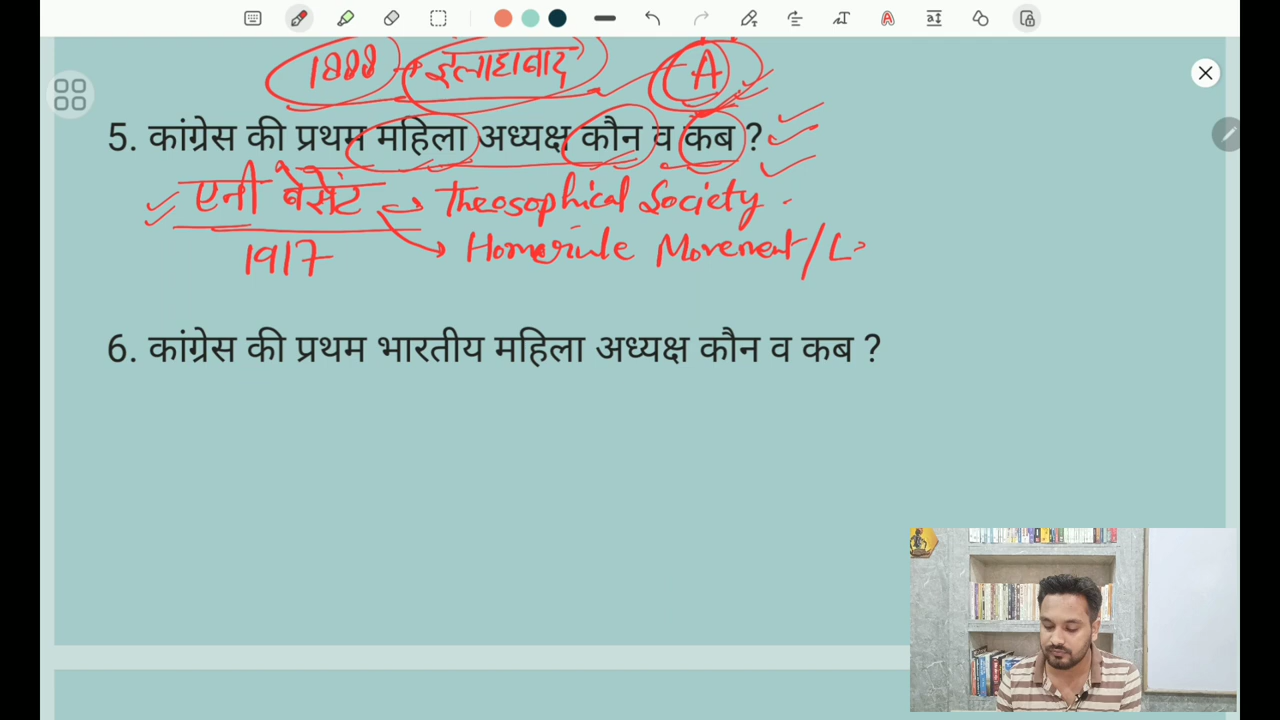 1888 → इलाहाबाद A
5. कांग्रेस की प्रथम महिला अध्यक्ष कौन व कब ?
एनी बेसेंट → Theosophical Society
1917 → Homerule Movement/L
6. कांग्रेस की प्रथम भारतीय महिला अध्यक्ष कौन व कब ?